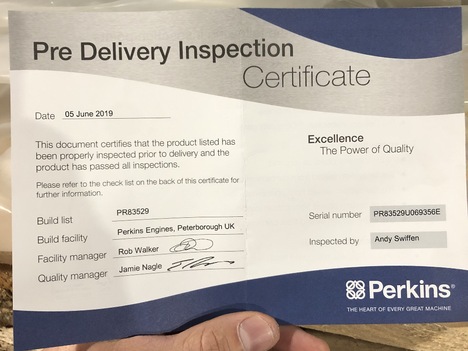 Pre Delivery Inspection
Certificate
Date 05 June 2019
This document certifies that the product listed has
been properly inspected prior to delivery and the
product has passed all inspections.
Please refer to the check list on the back of this certificate for
further information.
Build list PR83529
Build facility Perkins Engines, Peterborough UK
Facility manager Rob Walker
Quality manager Jamie Nagle
Excellence
The Power of Quality
Serial number PR83529U069356E
Inspected by Andy Swiffen
Perkins®
THE HEART OF EVERY GREAT MACHINE